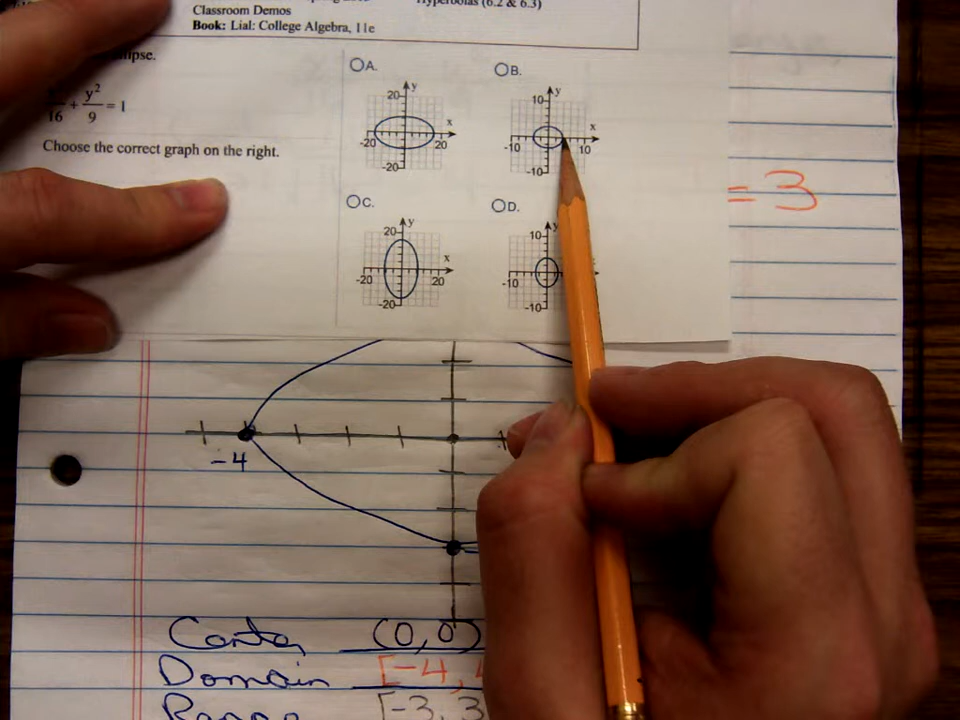 Classroom Demos
Hyperbolas (6.2 & 6.3)
Book: Lial: College Algebra, 11e
y²
16 + 9 = 1
Choose the correct graph on the right.
A.
20
y
x
-20
20
-20
B.
10
y
x
-10
10
-10
C.
20
y
x
-20
20
-20
D.
10
y
-10
-10
= 3
-4
Center (0,0)
Domain [-4,
Range [-3, 3